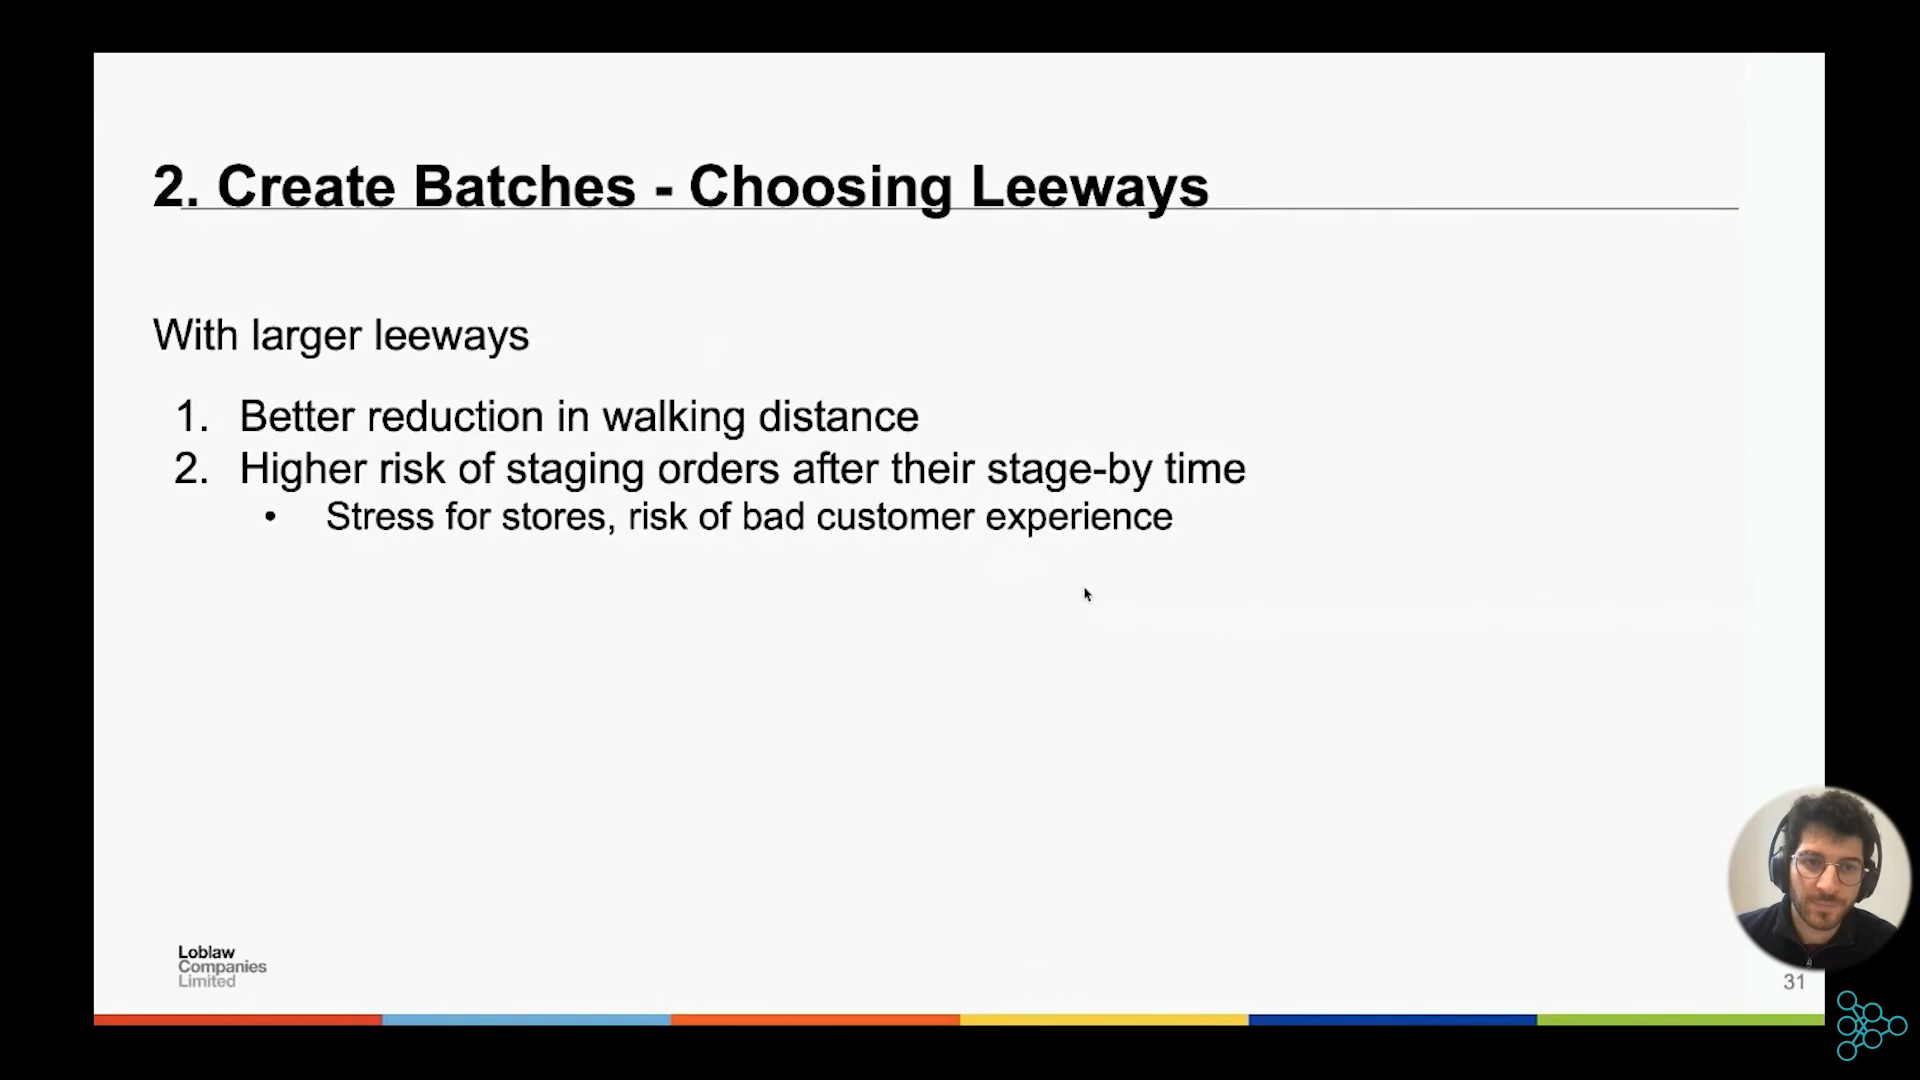 2. Create Batches - Choosing Leeways
With larger leeways
1. Better reduction in walking distance
2. Higher risk of staging orders after their stage-by time
• Stress for stores, risk of bad customer experience
Loblaw
Companies
Limited
31